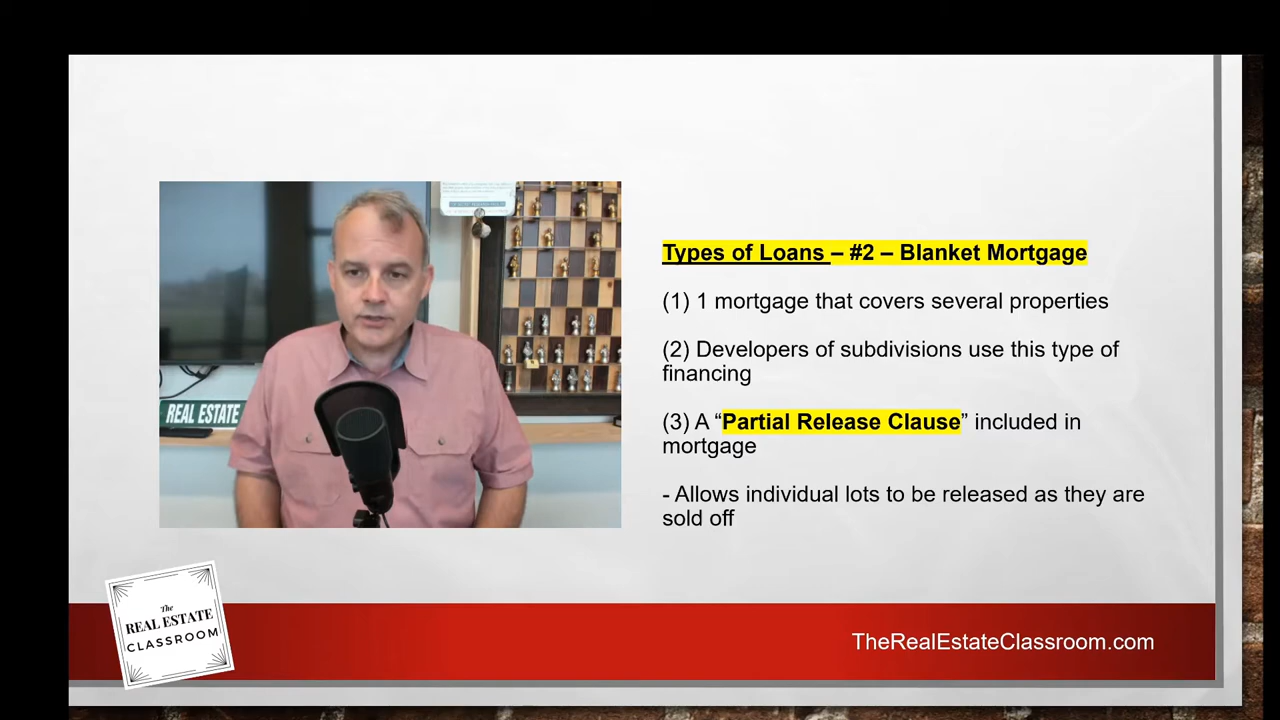 Types of Loans – #2 – Blanket Mortgage
(1) 1 mortgage that covers several properties
(2) Developers of subdivisions use this type of
financing
(3) A “Partial Release Clause” included in
mortgage
- Allows individual lots to be released as they are
sold off
REAL ESTATE
The
REAL ESTATE
CLASSROOM
TheRealEstateClassroom.com